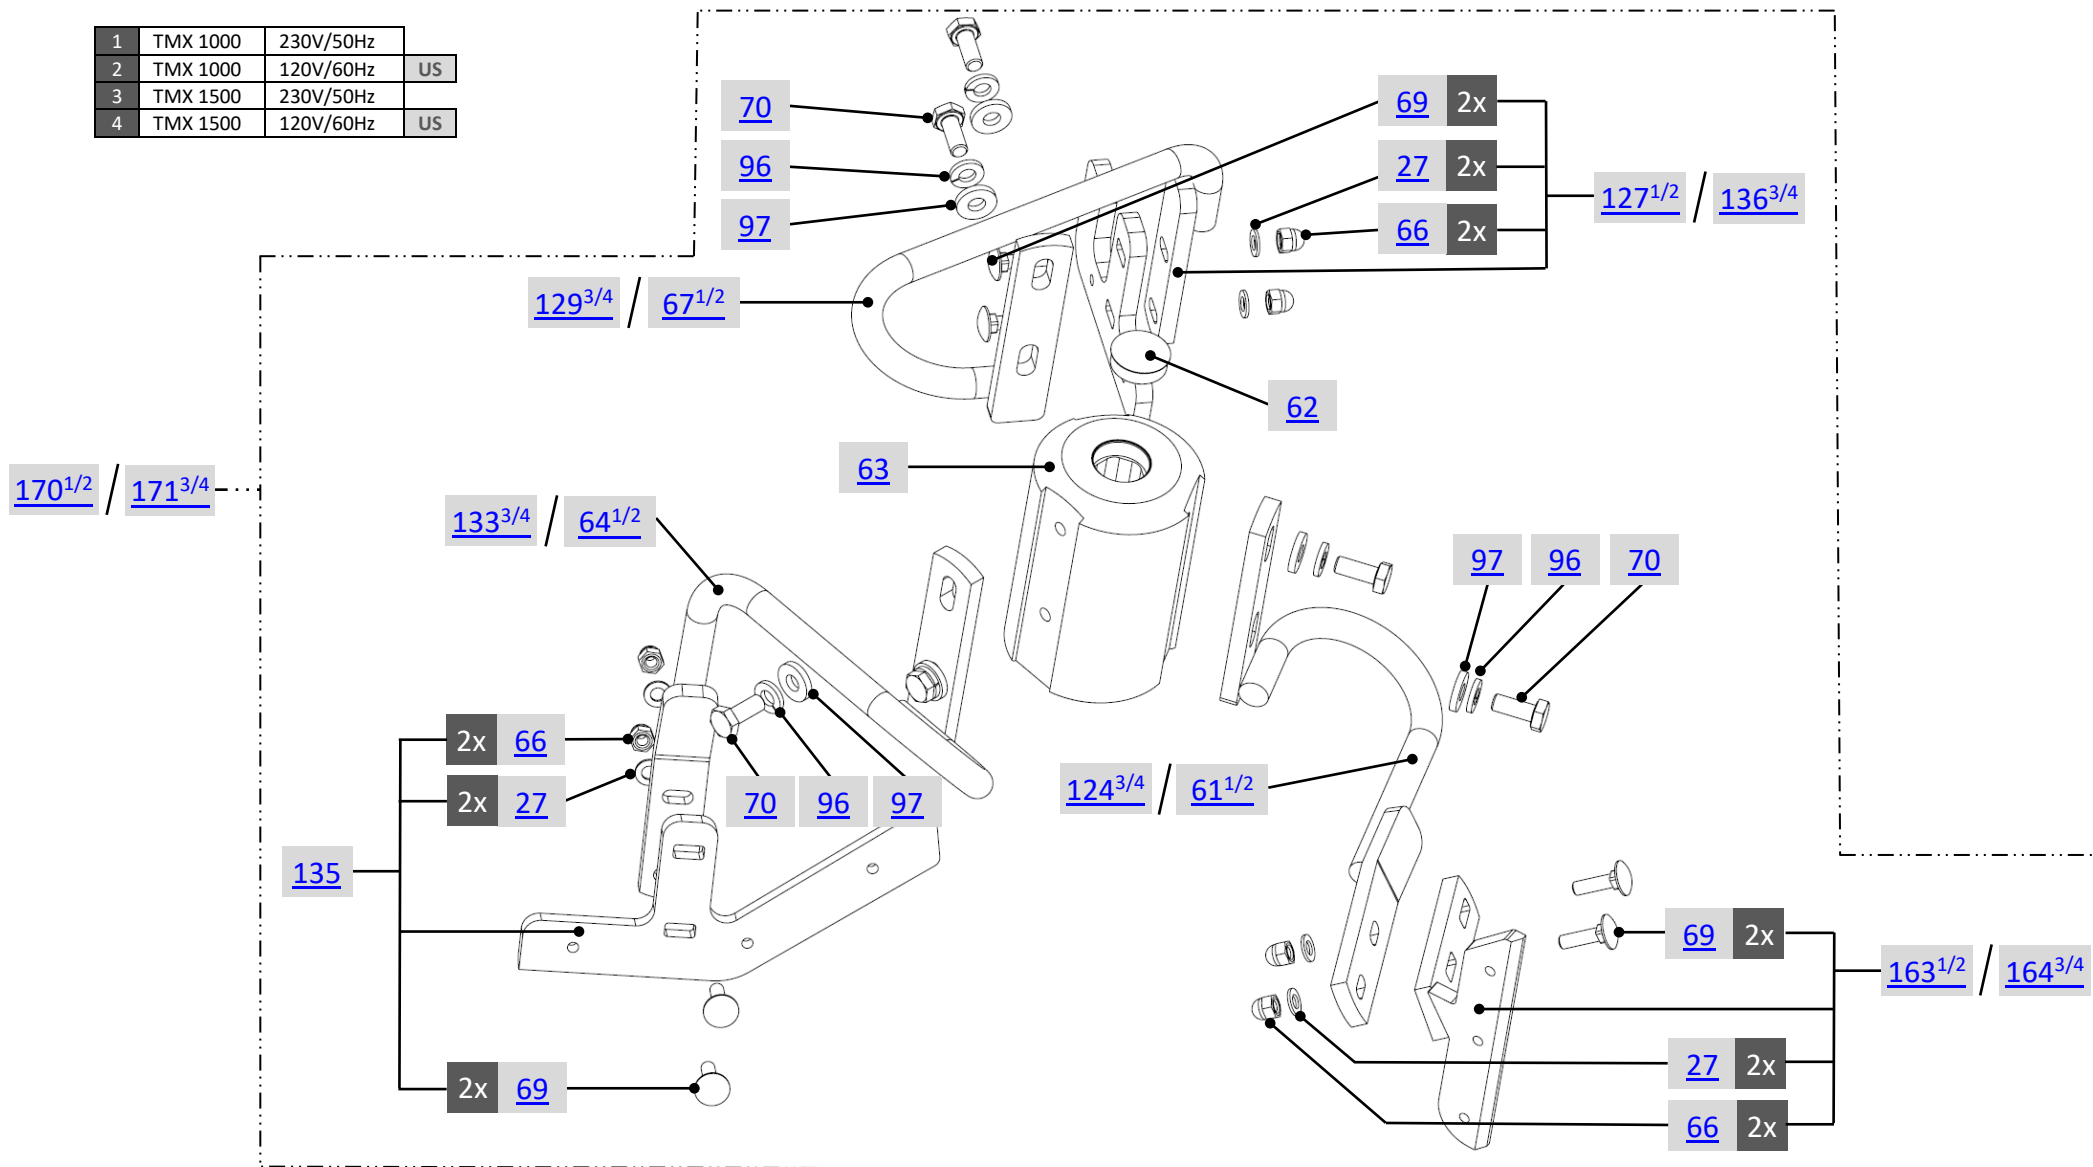 1 TMX 1000 230V/50Hz
2 TMX 1000 120V/60Hz US
3 TMX 1500 230V/50Hz
4 TMX 1500 120V/60Hz US
70
96
97
69 2x
27 2x
66 2x
127 1/2 / 136 3/4
129 3/4 / 67 1/2
62
63
170 1/2 / 171 3/4
133 3/4 / 64 1/2
97 96 70
2x 66
2x 27
70 96 97
124 3/4 / 61 1/2
135
69 2x
163 1/2 / 164 3/4
27 2x
2x 69
66 2x